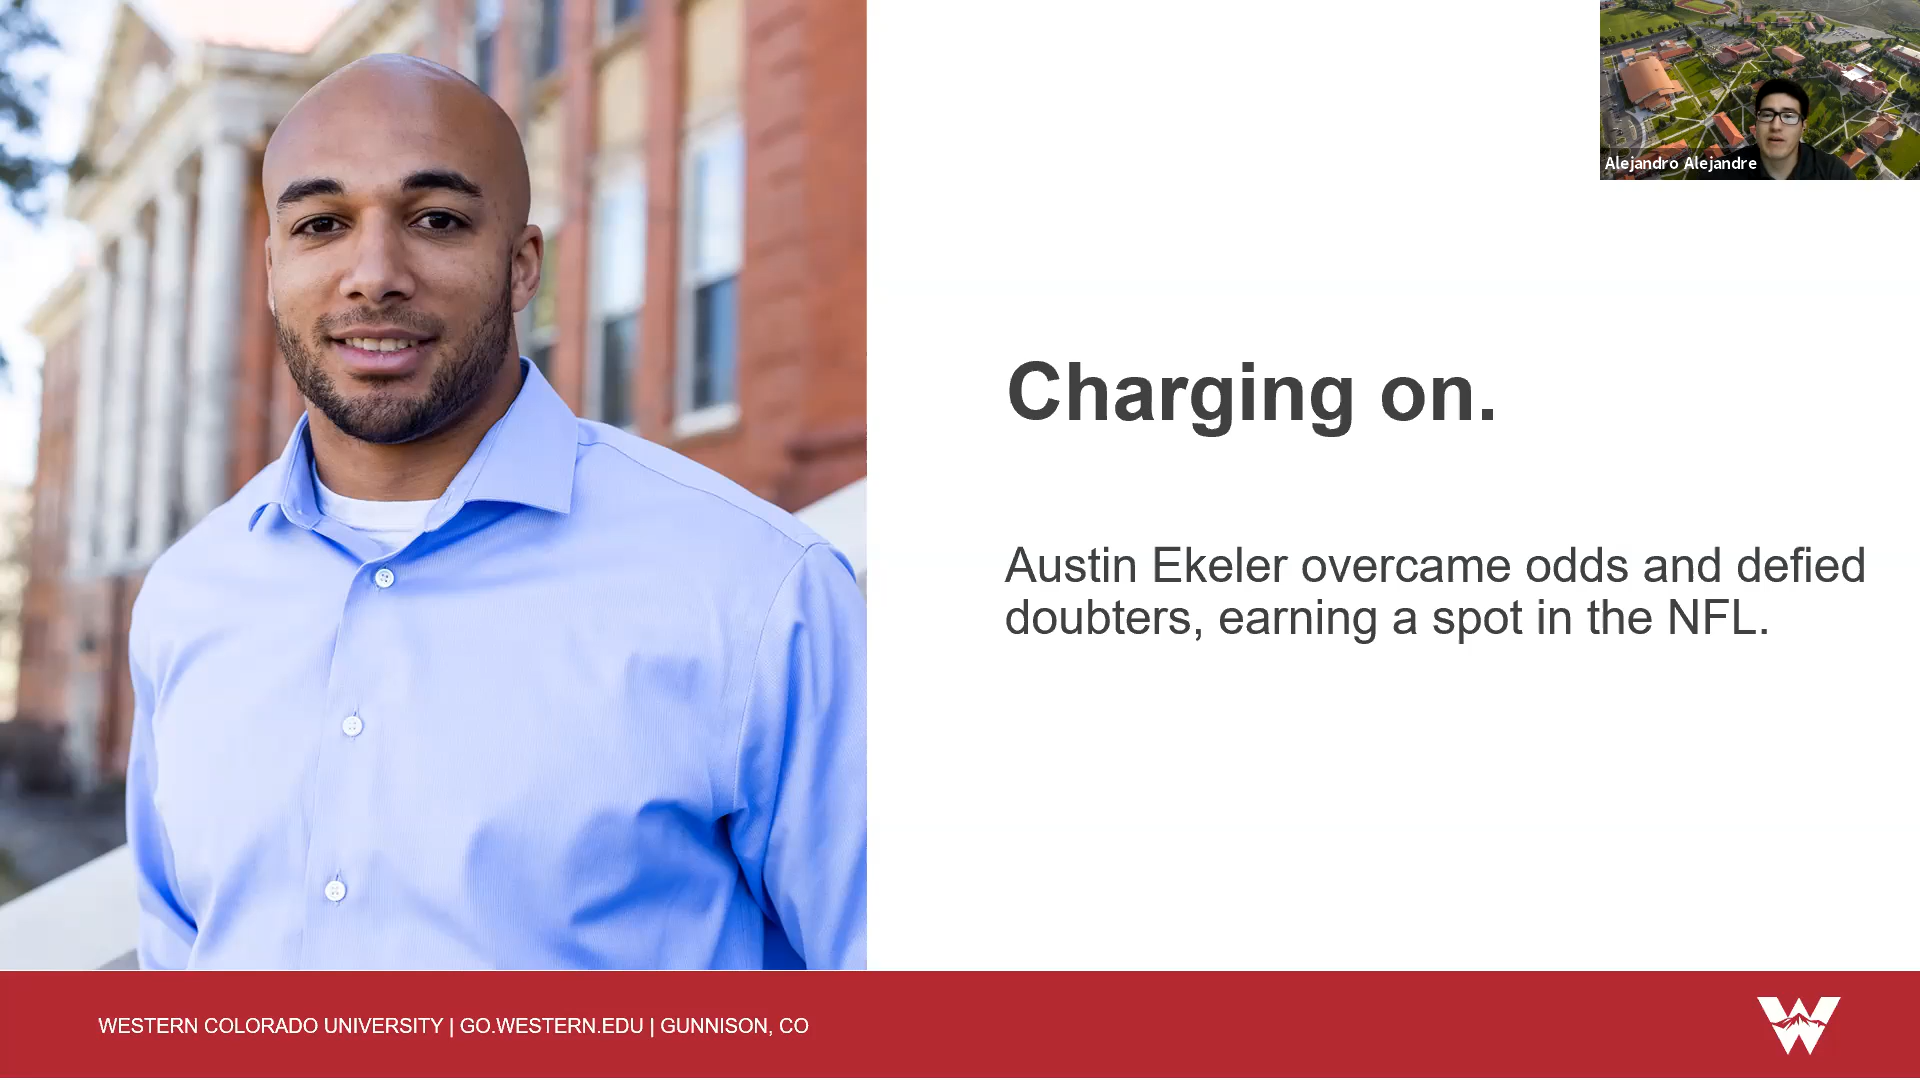 Alejandro Alejandre
Charging on.
Austin Ekeler overcame odds and defied
doubters, earning a spot in the NFL.
WESTERN COLORADO UNIVERSITY | GO.WESTERN.EDU | GUNNISON, CO
W